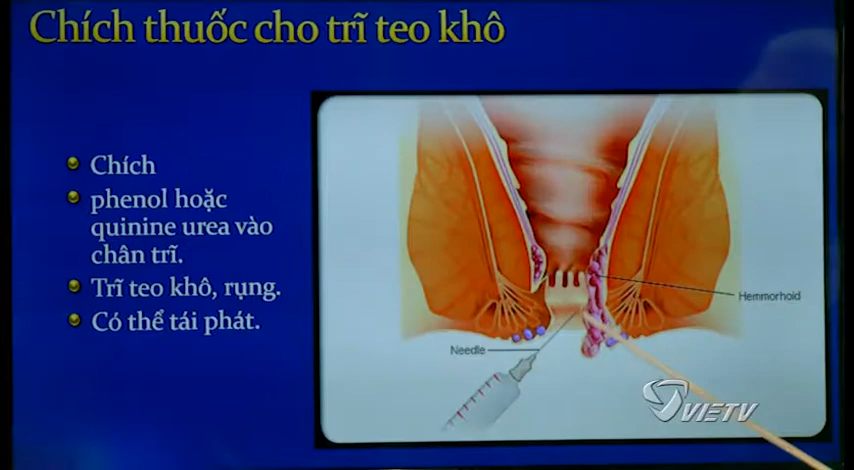 Chích thuốc cho trĩ teo khô
Chích
phenol hoặc
quinine urea vào
chân trĩ.
Trĩ teo khô, rụng.
Có thể tái phát.
Hemmorhoid
Needle
VIETV